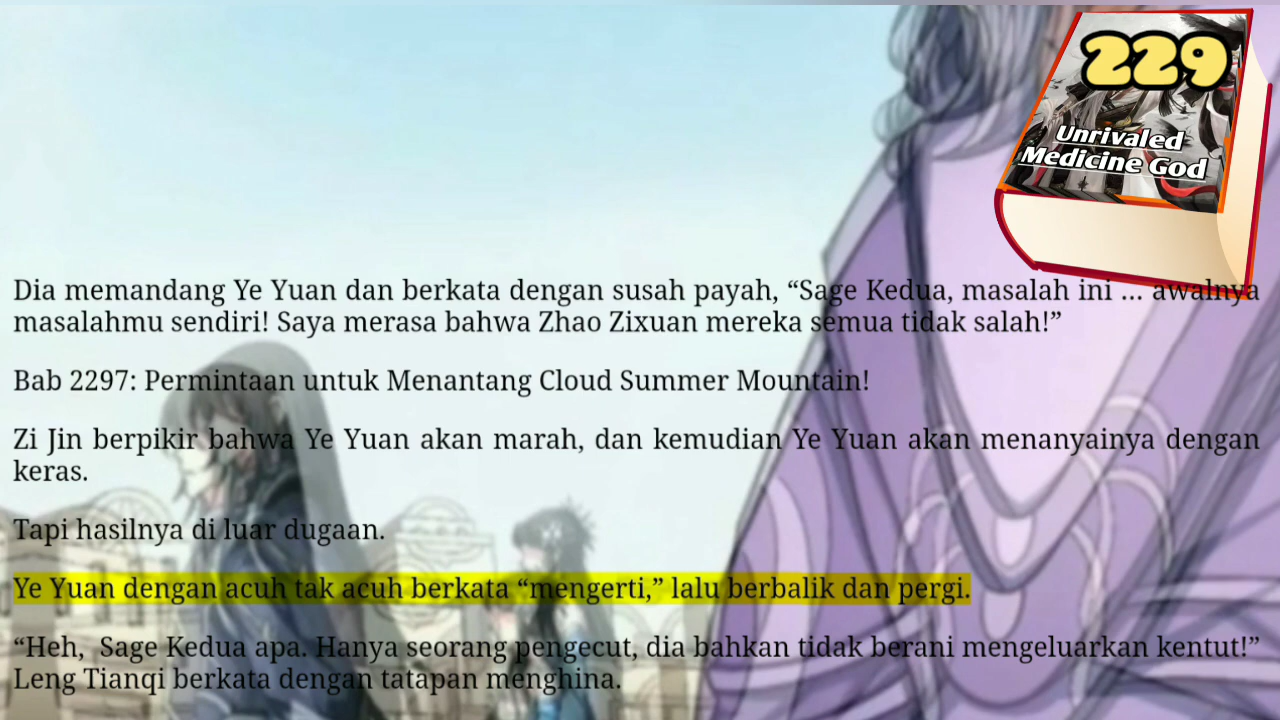 229
Unrivaled
Medicine God
Dia memandang Ye Yuan dan berkata dengan susah payah, “Sage Kedua, masalah ini ... awalnya
masalahmu sendiri! Saya merasa bahwa Zhao Zixuan mereka semua tidak salah!”
Bab 2297: Permintaan untuk Menantang Cloud Summer Mountain!
Zi Jin berpikir bahwa Ye Yuan akan marah, dan kemudian Ye Yuan akan menanyainya dengan
keras.
Tapi hasilnya di luar dugaan.
Ye Yuan dengan acuh tak acuh berkata “mengerti,” lalu berbalik dan pergi.
“Heh, Sage Kedua apa. Hanya seorang pengecut, dia bahkan tidak berani mengeluarkan kentut!”
Leng Tianqi berkata dengan tatapan menghina.